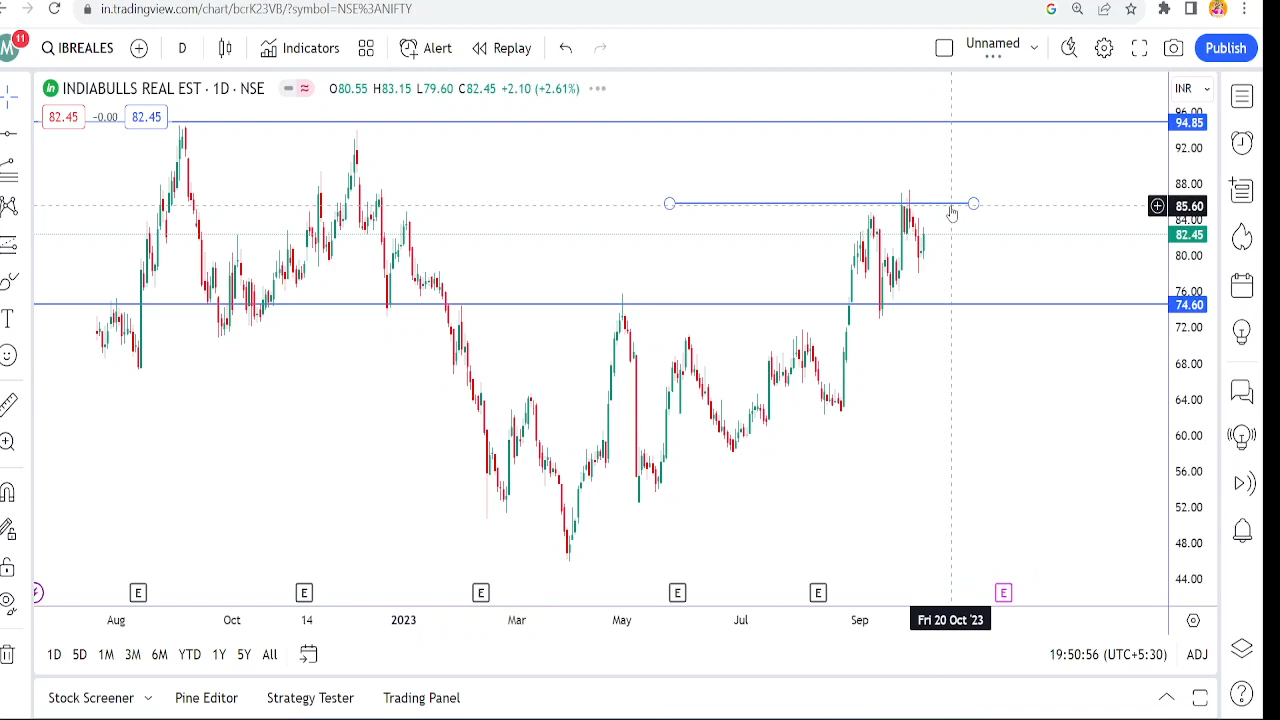 in.tradingview.com/chart/bcrK23VB/?symbol=NSE%3ANIFTY
M 11 IBREALES D Indicators Alert Replay Unnamed Publish
INDIABULLS REAL EST · 1D · NSE O80.55 H83.15 L79.60 C82.45 +2.10 (+2.61%) INR
82.45 -0.00 82.45
96.00
94.85
92.00
88.00
85.60
84.00
82.45
80.00
76.00
74.60
72.00
68.00
64.00
60.00
56.00
52.00
48.00
44.00
E E E E E E
Aug Oct 14 2023 Mar May Jul Sep Fri 20 Oct '23
1D 5D 1M 3M 6M YTD 1Y 5Y All 19:50:56 (UTC+5:30) ADJ
Stock Screener Pine Editor Strategy Tester Trading Panel